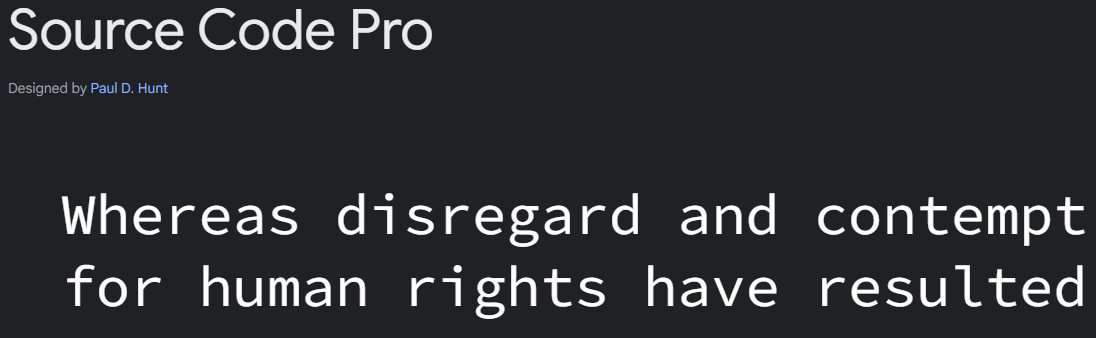 Source Code Pro
Designed by Paul D. Hunt
Whereas disregard and contempt
for human rights have resulted